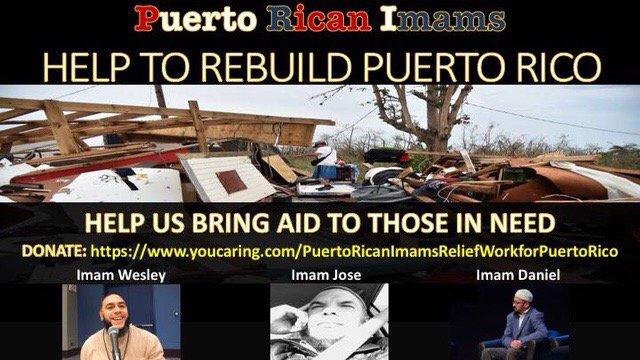 Puerto Rican Imams
HELP TO REBUILD PUERTO RICO
HELP US BRING AID TO THOSE IN NEED
DONATE: https://www.youcaring.com/PuertoRicanImamsReliefWorkforPuertoRico
Imam Wesley Imam Jose Imam Daniel